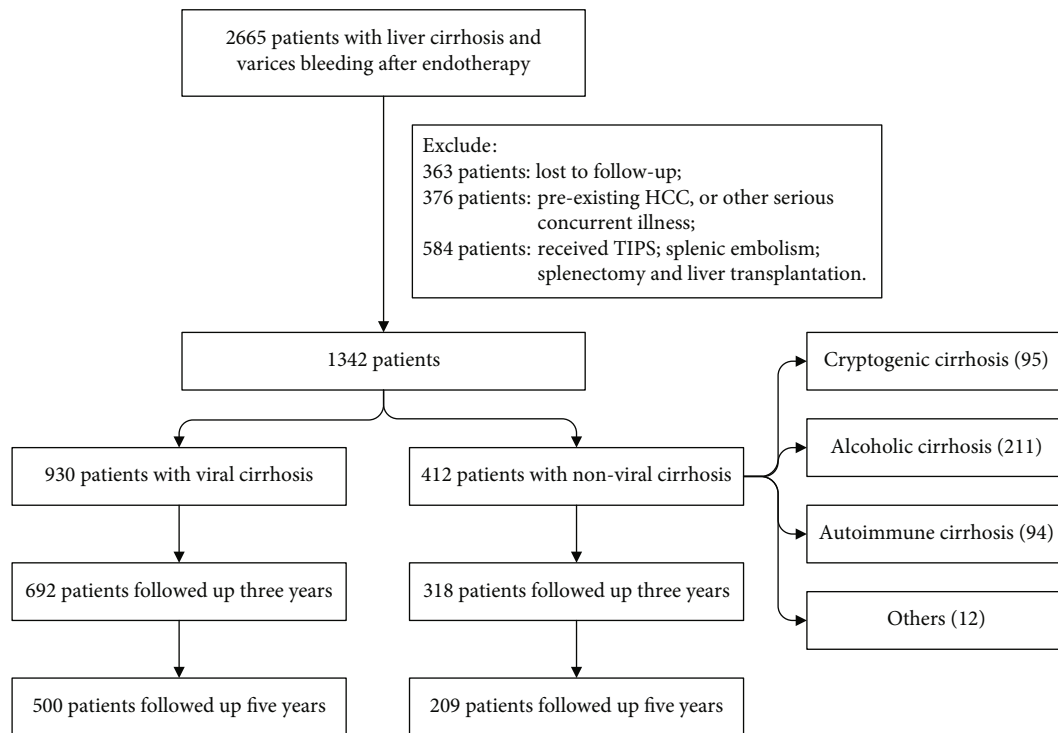 2665 patients with liver cirrhosis and
varices bleeding after endotherapy
Exclude:
363 patients: lost to follow-up;
376 patients: pre-existing HCC, or other serious
concurrent illness;
584 patients: received TIPS; splenic embolism;
splenectomy and liver transplantation.
1342 patients
930 patients with viral cirrhosis
412 patients with non-viral cirrhosis
Cryptogenic cirrhosis (95)
Alcoholic cirrhosis (211)
Autoimmune cirrhosis (94)
Others (12)
692 patients followed up three years
318 patients followed up three years
500 patients followed up five years
209 patients followed up five years